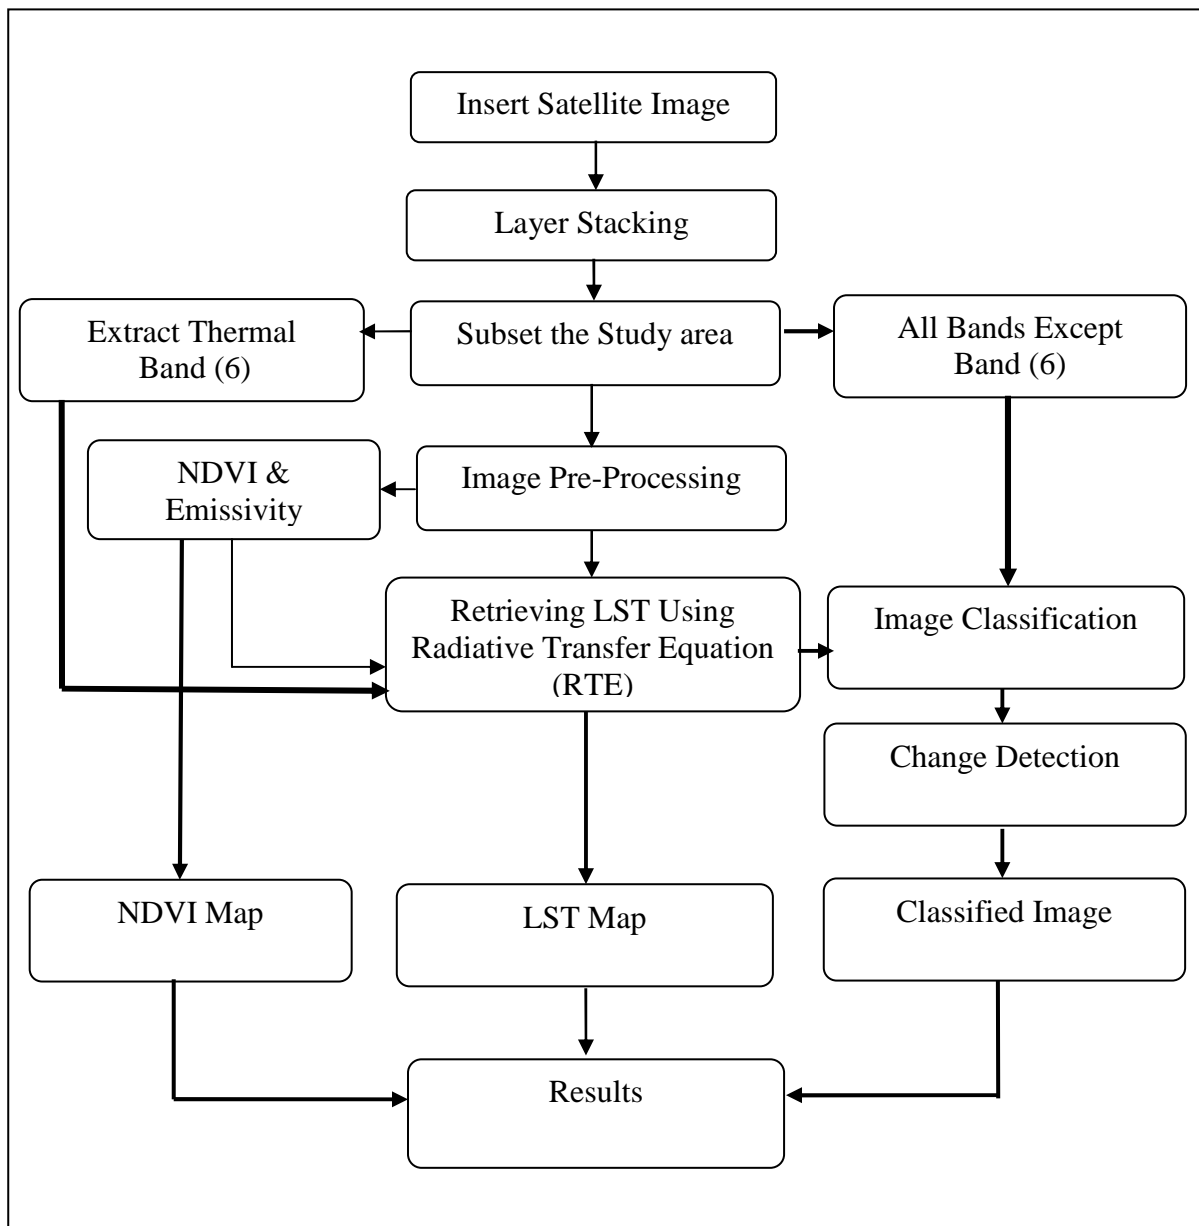 Insert Satellite Image
Layer Stacking
Extract Thermal
Band (6)
Subset the Study area
All Bands Except
Band (6)
NDVI &
Emissivity
Image Pre-Processing
Retrieving LST Using
Radiative Transfer Equation
(RTE)
Image Classification
Change Detection
NDVI Map
LST Map
Classified Image
Results